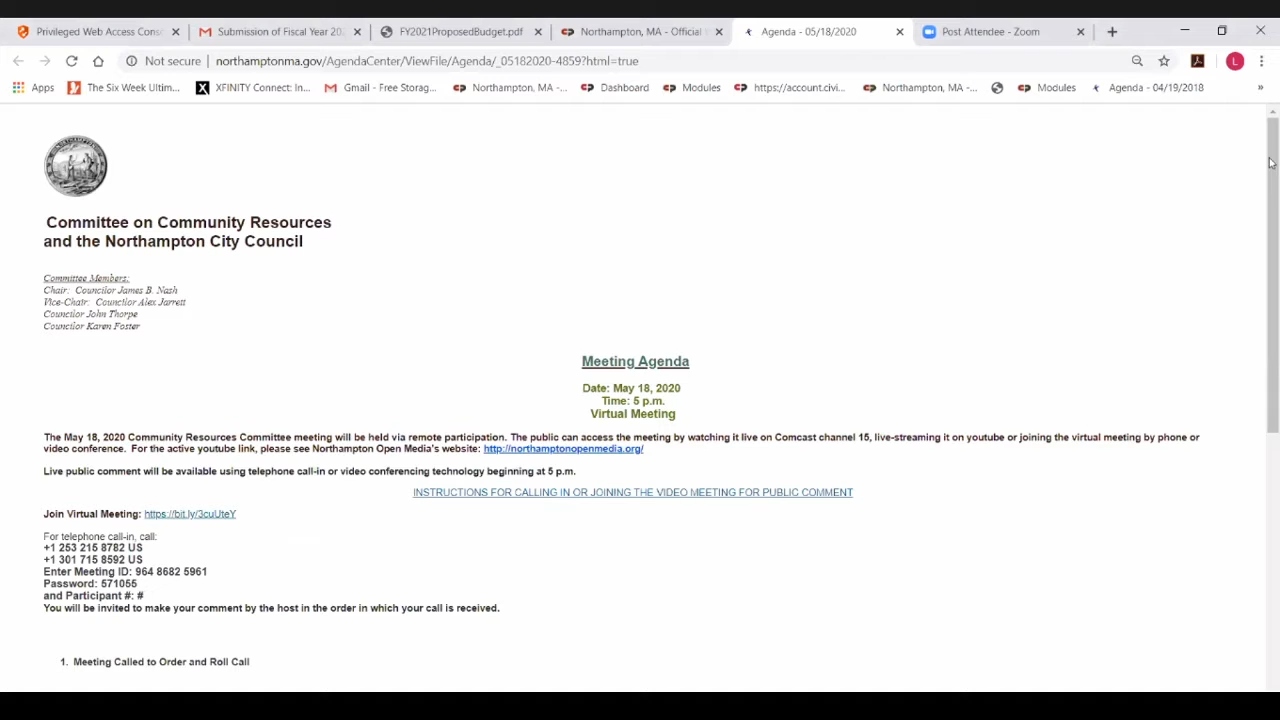 Privileged Web Access Cons
Submission of Fiscal Year 202
FY2021ProposedBudget.pdf
Northampton, MA - Official
Agenda - 05/18/2020
Post Attendee - Zoom
Not secure
northamptonma.gov/AgendaCenter/ViewFile/Agenda/_05182020-4859?html=true
L
Apps
The Six Week Ultim...
XFINITY Connect: In...
Gmail - Free Storag...
Northampton, MA -...
Dashboard
Modules
https://account.civi...
Northampton, MA -...
Modules
Agenda - 04/19/2018
»
Committee on Community Resources
and the Northampton City Council
Committee Members:
Chair: Councilor James B. Nash
Vice-Chair: Councilor Alex Jarrett
Councilor John Thorpe
Councilor Karen Foster
Meeting Agenda
Date: May 18, 2020
Time: 5 p.m.
Virtual Meeting
The May 18, 2020 Community Resources Committee meeting will be held via remote participation. The public can access the meeting by watching it live on Comcast channel 15, live-streaming it on youtube or joining the virtual meeting by phone or
video conference. For the active youtube link, please see Northampton Open Media's website: http://northamptonopenmedia.org/
Live public comment will be available using telephone call-in or video conferencing technology beginning at 5 p.m.
INSTRUCTIONS FOR CALLING IN OR JOINING THE VIDEO MEETING FOR PUBLIC COMMENT
Join Virtual Meeting: https://bit.ly/3cuUteY
For telephone call-in, call:
+1 253 215 8782 US
+1 301 715 8592 US
Enter Meeting ID: 964 8682 5961
Password: 571055
and Participant #: #
You will be invited to make your comment by the host in the order in which your call is received.
1. Meeting Called to Order and Roll Call